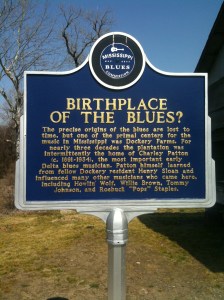 MISSISSIPPI
BLUES
COMMISSION
BIRTHPLACE
OF THE BLUES?
The precise origins of the blues are lost to
time, but one of the primal centers for the
music in Mississippi was Dockery Farms. For
nearly three decades the plantation was
intermittently the home of Charley Patton
(c. 1891-1934), the most important early
Delta blues musician. Patton himself learned
from fellow Dockery resident Henry Sloan and
influenced many other musicians who came here,
including Howlin' Wolf, Willie Brown, Tommy
Johnson, and Roebuck "Pops" Staples.